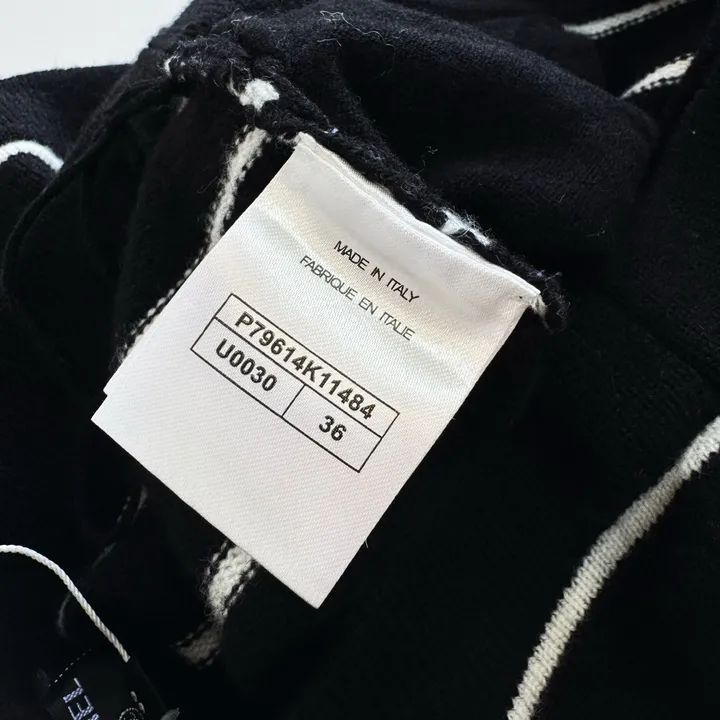 MADE IN ITALY
FABRIQUE EN ITALIE
P79614K11484
U0030 36